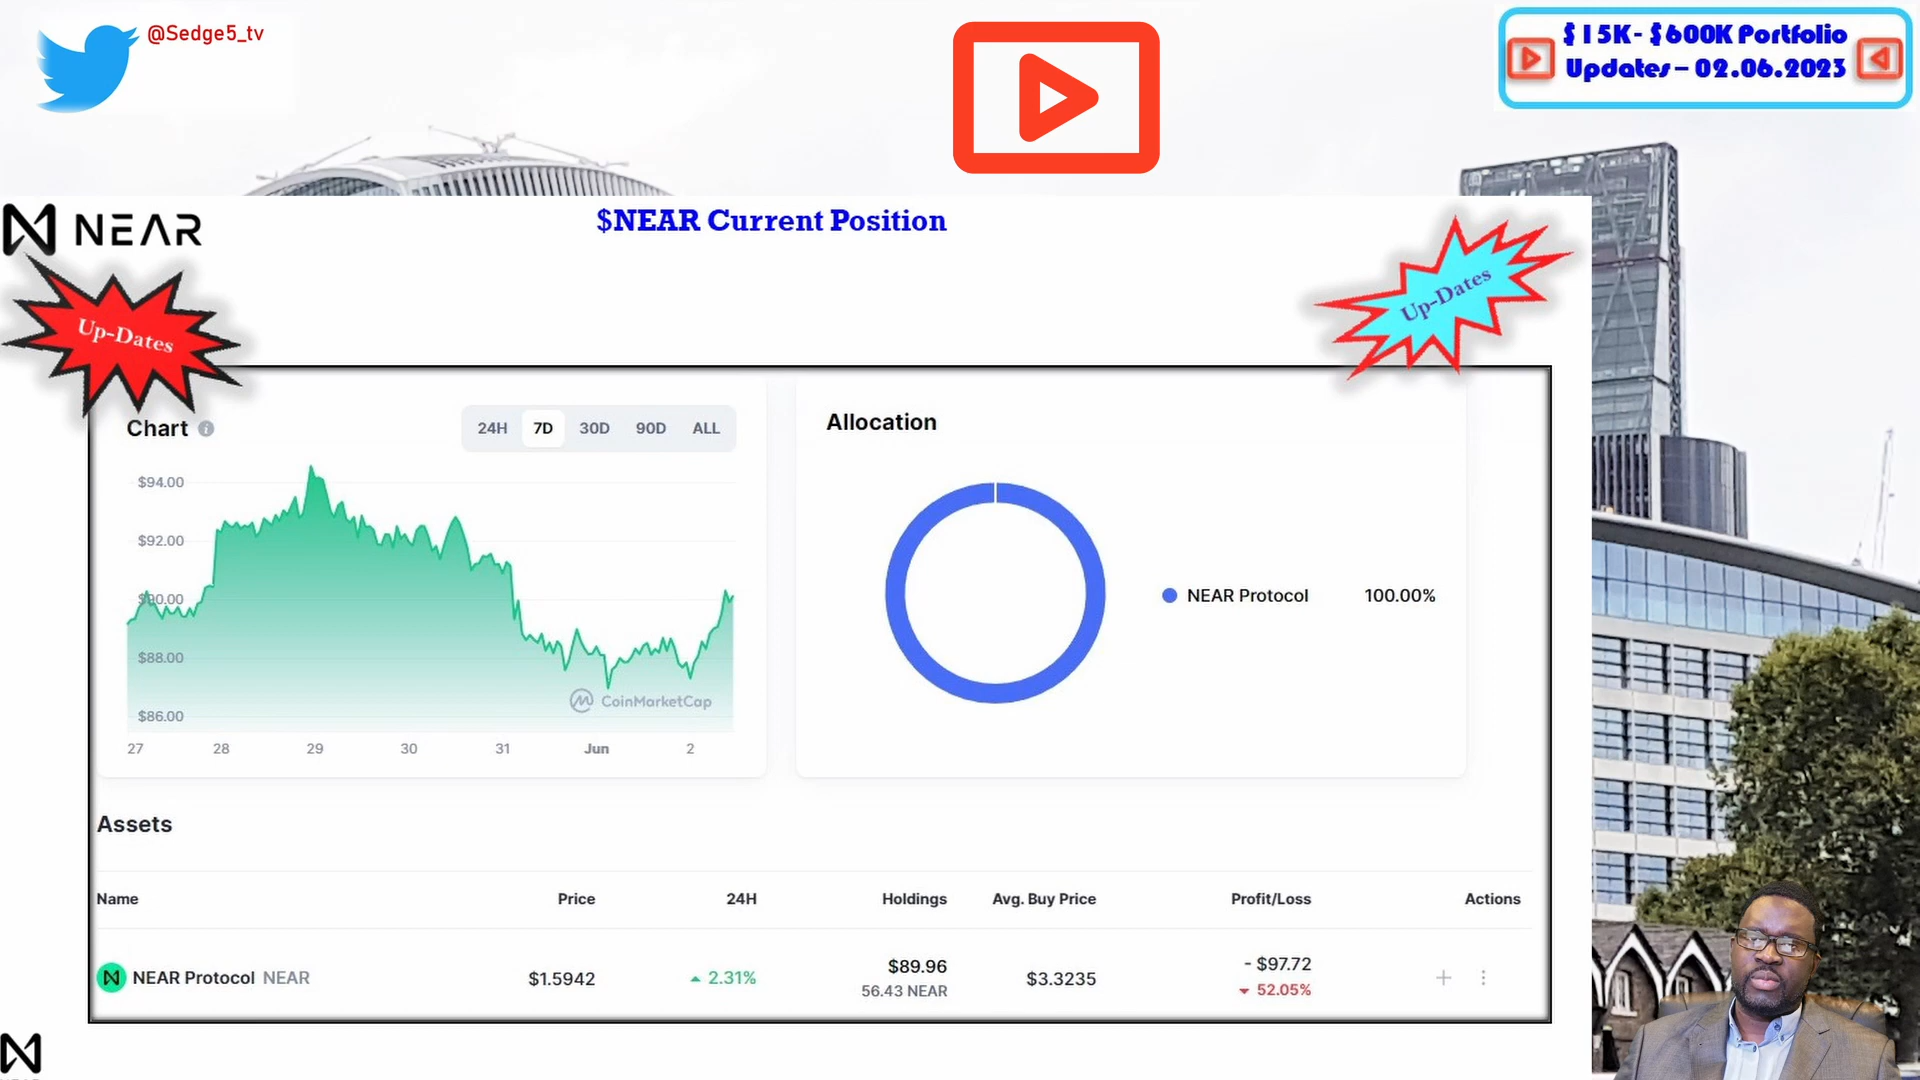 @Sedge5_tv
$15K- $600K Portfolio
Updates – 02.06.2023
NEAR
$NEAR Current Position
Up-Dates
Up-Dates
Chart
24H 7D 30D 90D ALL
$94.00
$92.00
$90.00
$88.00
$86.00
CoinMarketCap
27 28 29 30 31 Jun 2
Allocation
NEAR Protocol 100.00%
Assets
Name Price 24H Holdings Avg. Buy Price Profit/Loss Actions
NEAR Protocol NEAR $1.5942 2.31% $89.96 $3.3235 - $97.72
56.43 NEAR 52.05%